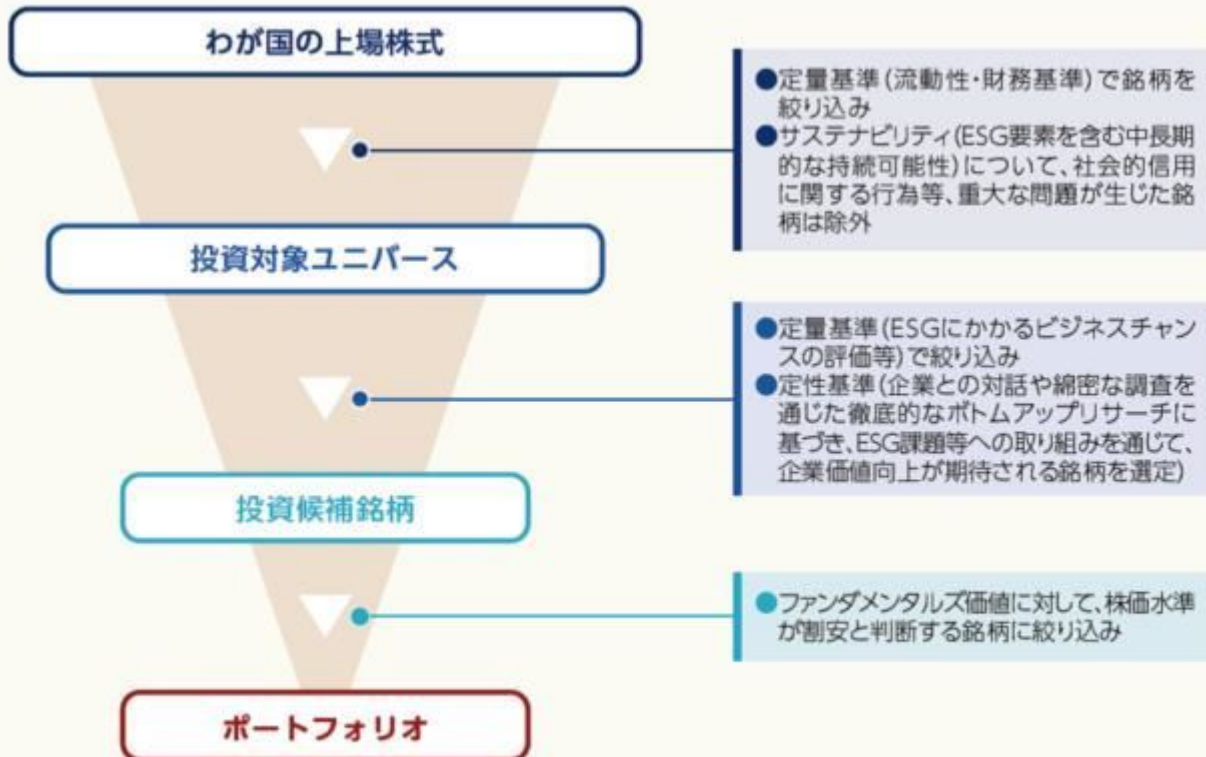 わが国の上場株式
●定量基準(流動性・財務基準)で銘柄を
絞り込み
●サステナビリティ(ESG要素を含む中長期
的な持続可能性)について、社会的信用
に関する行為等、重大な問題が生じた銘
柄は除外
投資対象ユニバース
●定量基準(ESGにかかるビジネスチャン
スの評価等)で絞り込み
●定性基準(企業との対話や綿密な調査を
通じた徹底的なボトムアップリサーチに
基づき、ESG課題等への取り組みを通じて、
企業価値向上が期待される銘柄を選定)
投資候補銘柄
●ファンダメンタルズ価値に対して、株価水準
が割安と判断する銘柄に絞り込み
ポートフォリオ